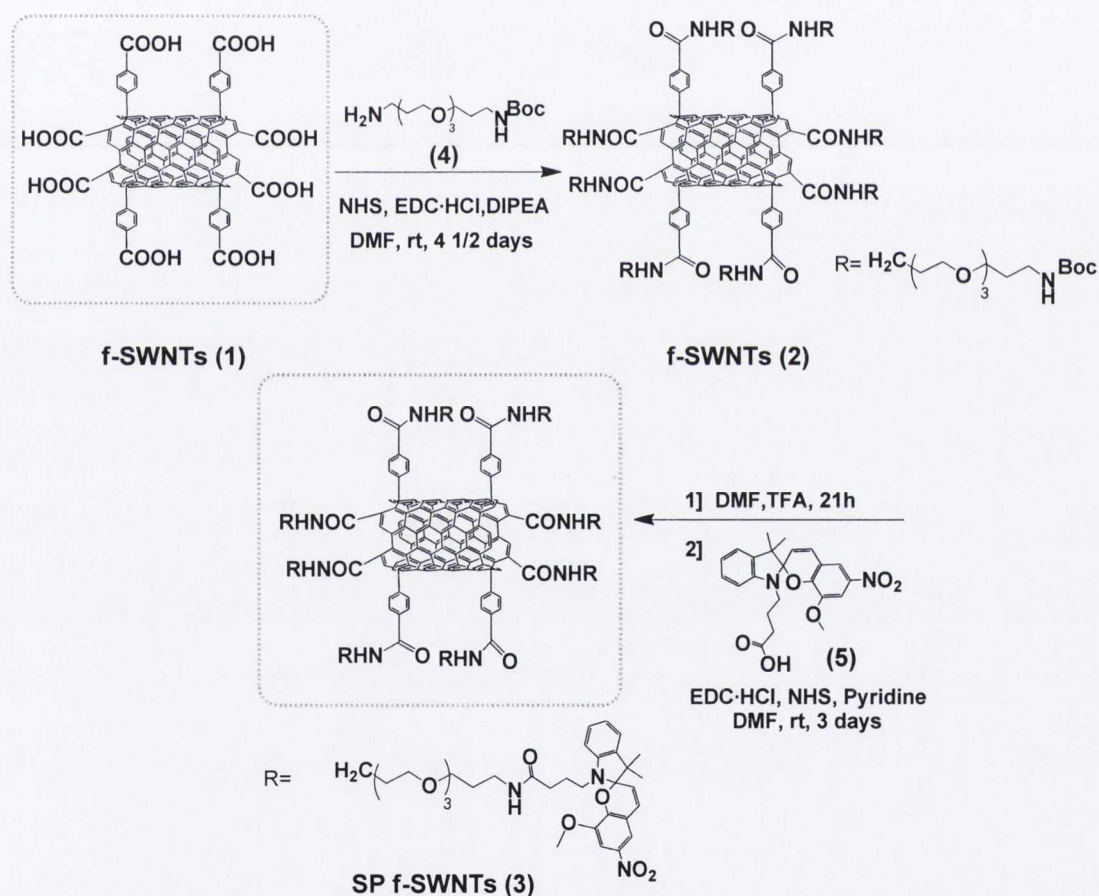 COOH COOH
HOOC COOH
HOOC COOH
COOH COOH
f-SWNTs (1)
H2N ( O )3 N H Boc
(4)
NHS, EDC·HCl,DIPEA
DMF, rt, 4 1/2 days
O NHR O NHR
RHNOC CONHR
RHNOC CONHR
RHN O RHN O
f-SWNTs (2)
R= H2C ( O )3 N H Boc
O NHR O NHR
RHNOC CONHR
RHNOC CONHR
RHN O RHN O
1] DMF,TFA, 21h
2]
N O NO2
O
O OH
(5)
EDC·HCl, NHS, Pyridine
DMF, rt, 3 days
R= H2C ( O )3 N H O N O
O
NO2
SP f-SWNTs (3)